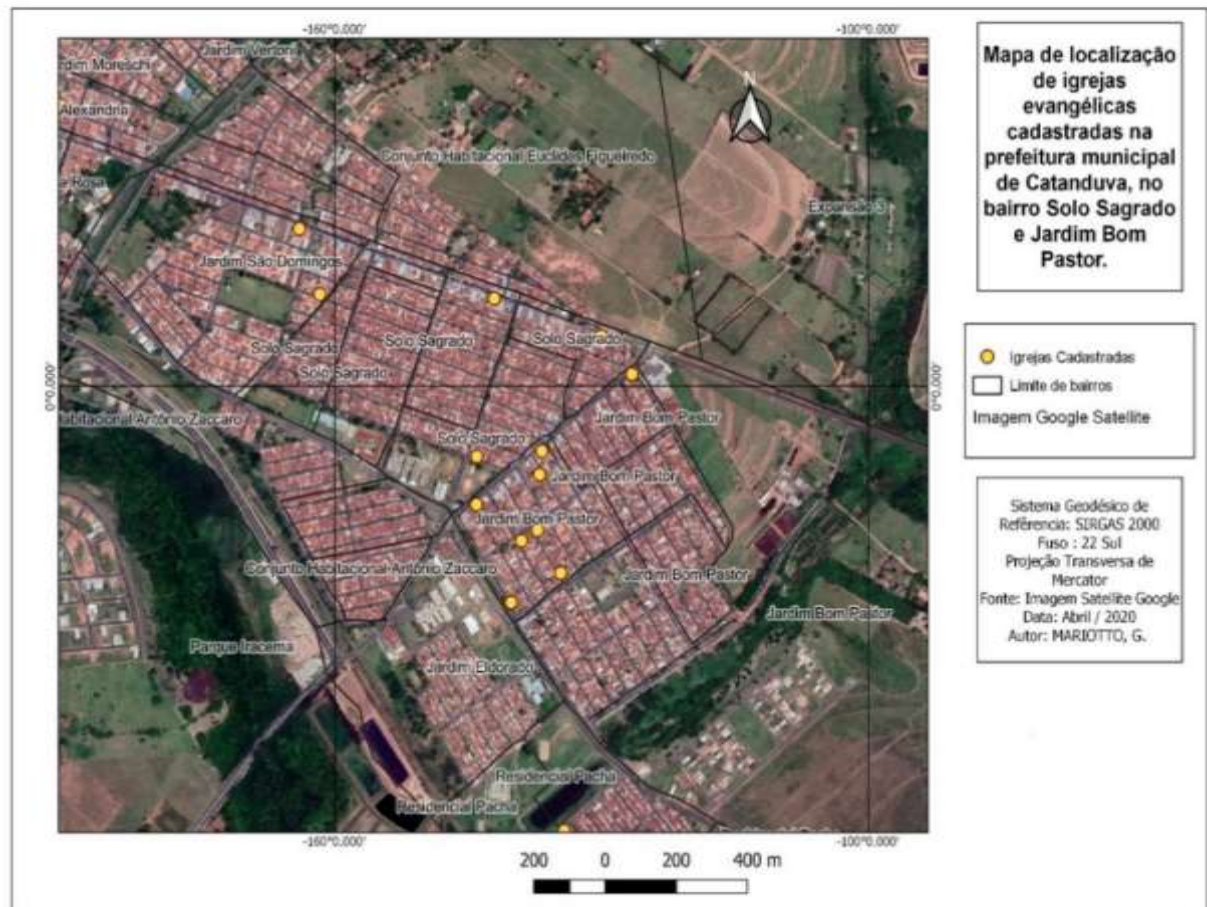 -160°0.000'
-100°0.000'
Jardim Vertoni
rdim Moreschi
Alexandria
e Rosa
Conjunto Habitacional Euclides Figueiredo
Expansão 3
Jardim São Domingos
Solo Sagrado
Solo Sagrado
Solo Sagrado
Solo Sagrado
0°0.000'
0°0.000'
Habitacional Antônio Zaccaro
Jardim Bom Pastor
Solo Sagrado
Jardim Bom Pastor
Jardim Bom Pastor
Conjunto Habitacional Antônio Zaccaro
Jardim Bom Pastor
Jardim Bom Pastor
Parque Iracema
Jardim Eldorado
Residencial Pachá
Residencial Pachá
-160°0.000'
-100°0.000'
200 0 200 400 m
N
Mapa de localização
de igrejas
evangélicas
cadastradas na
prefeitura municipal
de Catanduva, no
bairro Solo Sagrado
e Jardim Bom
Pastor.
Igrejas Cadastradas
Limite de bairros
Imagem Google Satellite
Sistema Geodésico de
Referência: SIRGAS 2000
Fuso : 22 Sul
Projeção Transversa de
Mercator
Fonte: Imagem Satellite Google
Data: Abril / 2020
Autor: MARIOTTO, G.